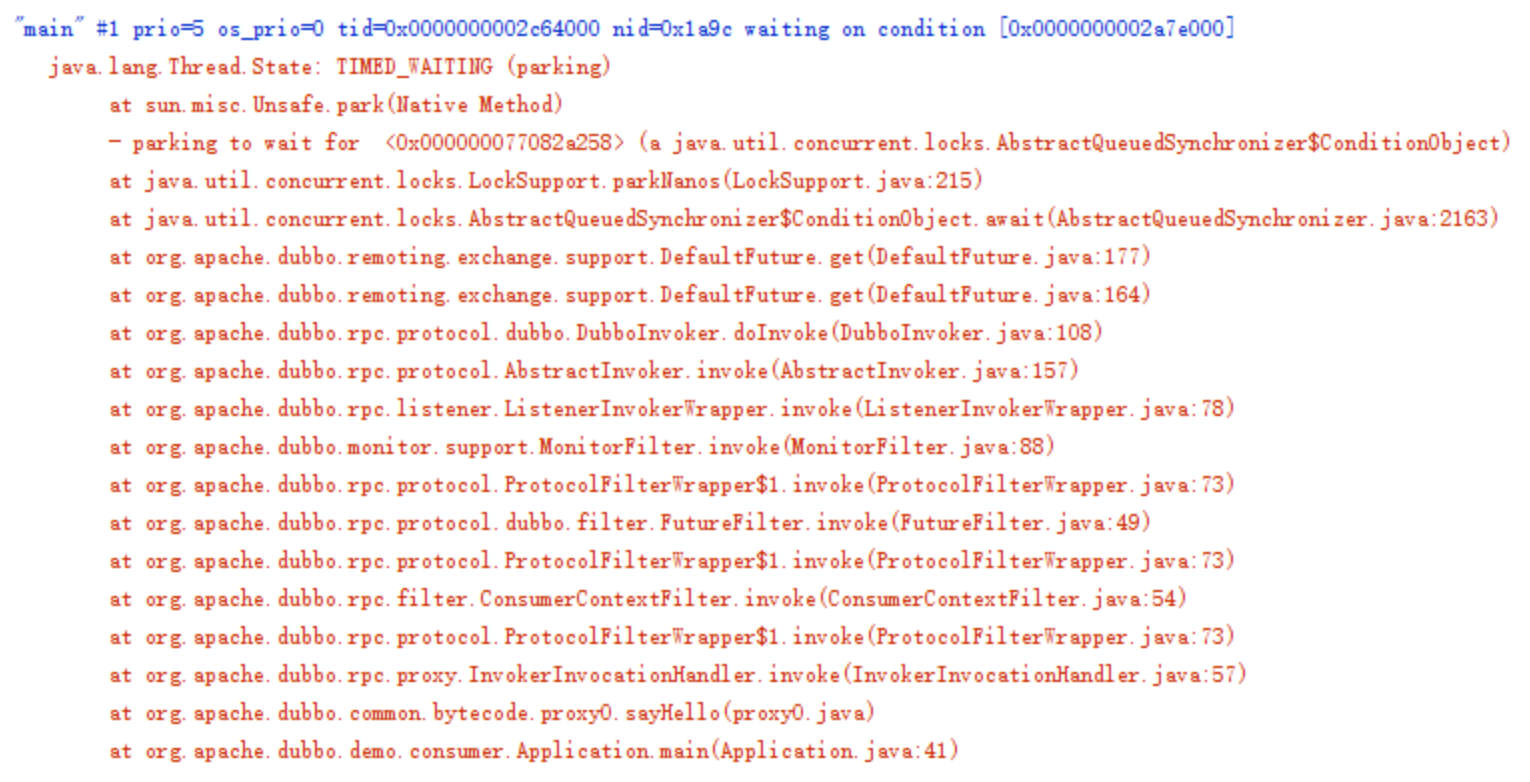 "main" #1 prio=5 os_prio=0 tid=0x0000000002c64000 nid=0x1a9c waiting on condition [0x0000000002a7e000]
java.lang.Thread.State: TIMED_WAITING (parking)
at sun.misc.Unsafe.park(Native Method)
- parking to wait for <0x000000077082a258> (a java.util.concurrent.locks.AbstractQueuedSynchronizer$ConditionObject)
at java.util.concurrent.locks.LockSupport.parkNanos(LockSupport.java:215)
at java.util.concurrent.locks.AbstractQueuedSynchronizer$ConditionObject.await(AbstractQueuedSynchronizer.java:2163)
at org.apache.dubbo.remoting.exchange.support.DefaultFuture.get(DefaultFuture.java:177)
at org.apache.dubbo.remoting.exchange.support.DefaultFuture.get(DefaultFuture.java:164)
at org.apache.dubbo.rpc.protocol.dubbo.DubboInvoker.doInvoke(DubboInvoker.java:108)
at org.apache.dubbo.rpc.protocol.AbstractInvoker.invoke(AbstractInvoker.java:157)
at org.apache.dubbo.rpc.listener.ListenerInvokerWrapper.invoke(ListenerInvokerWrapper.java:78)
at org.apache.dubbo.monitor.support.MonitorFilter.invoke(MonitorFilter.java:88)
at org.apache.dubbo.rpc.protocol.ProtocolFilterWrapper$1.invoke(ProtocolFilterWrapper.java:73)
at org.apache.dubbo.rpc.protocol.dubbo.filter.FutureFilter.invoke(FutureFilter.java:49)
at org.apache.dubbo.rpc.protocol.ProtocolFilterWrapper$1.invoke(ProtocolFilterWrapper.java:73)
at org.apache.dubbo.rpc.filter.ConsumerContextFilter.invoke(ConsumerContextFilter.java:54)
at org.apache.dubbo.rpc.protocol.ProtocolFilterWrapper$1.invoke(ProtocolFilterWrapper.java:73)
at org.apache.dubbo.rpc.proxy.InvokerInvocationHandler.invoke(InvokerInvocationHandler.java:57)
at org.apache.dubbo.common.bytecode.proxy0.sayHello(proxy0.java)
at org.apache.dubbo.demo.consumer.Application.main(Application.java:41)